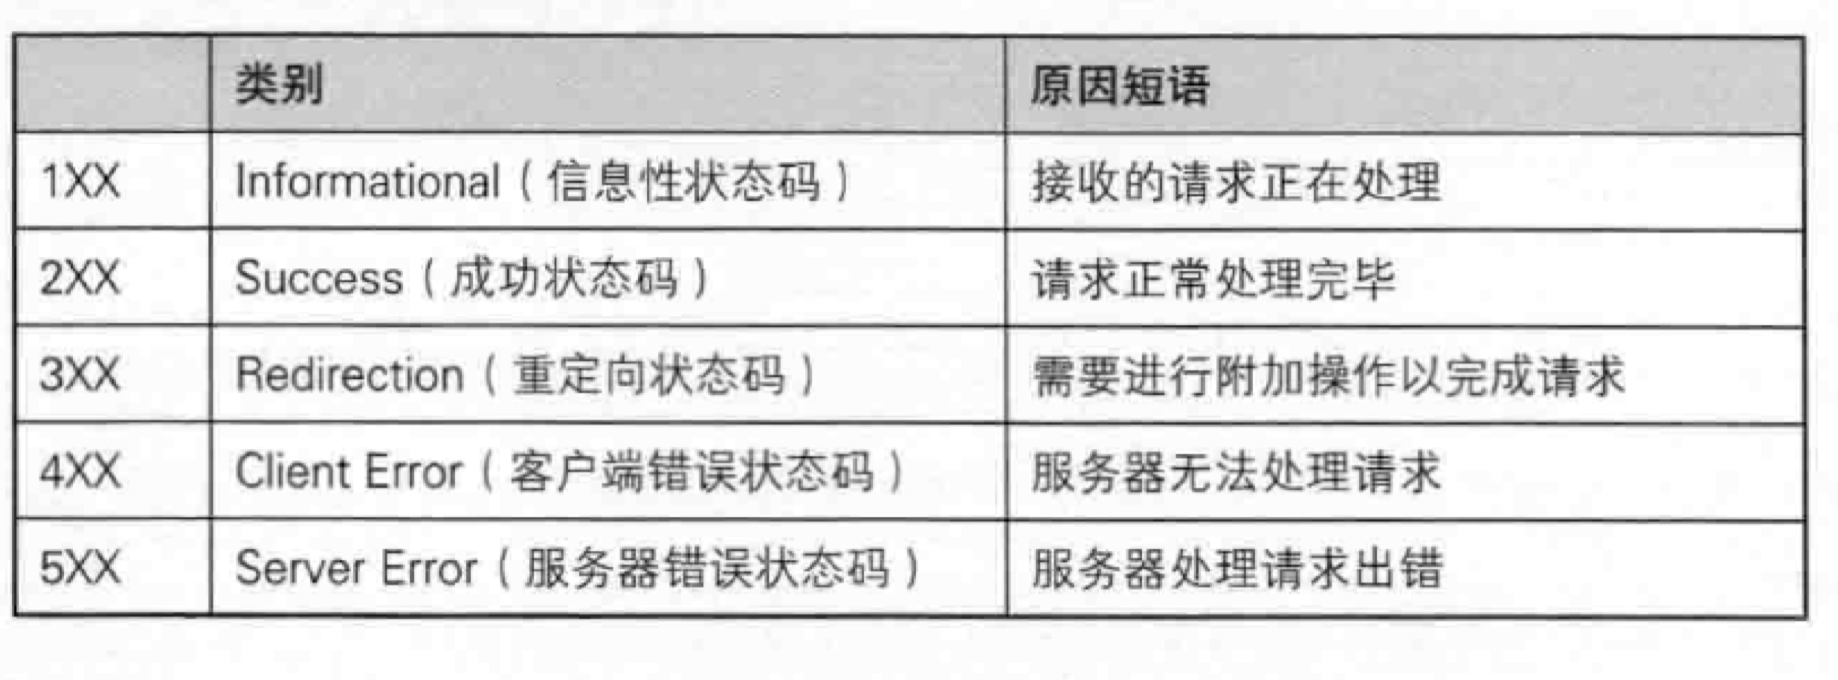 类别 原因短语
1XX Informational（信息性状态码） 接收的请求正在处理
2XX Success（成功状态码） 请求正常处理完毕
3XX Redirection（重定向状态码） 需要进行附加操作以完成请求
4XX Client Error（客户端错误状态码） 服务器无法处理请求
5XX Server Error（服务器错误状态码） 服务器处理请求出错